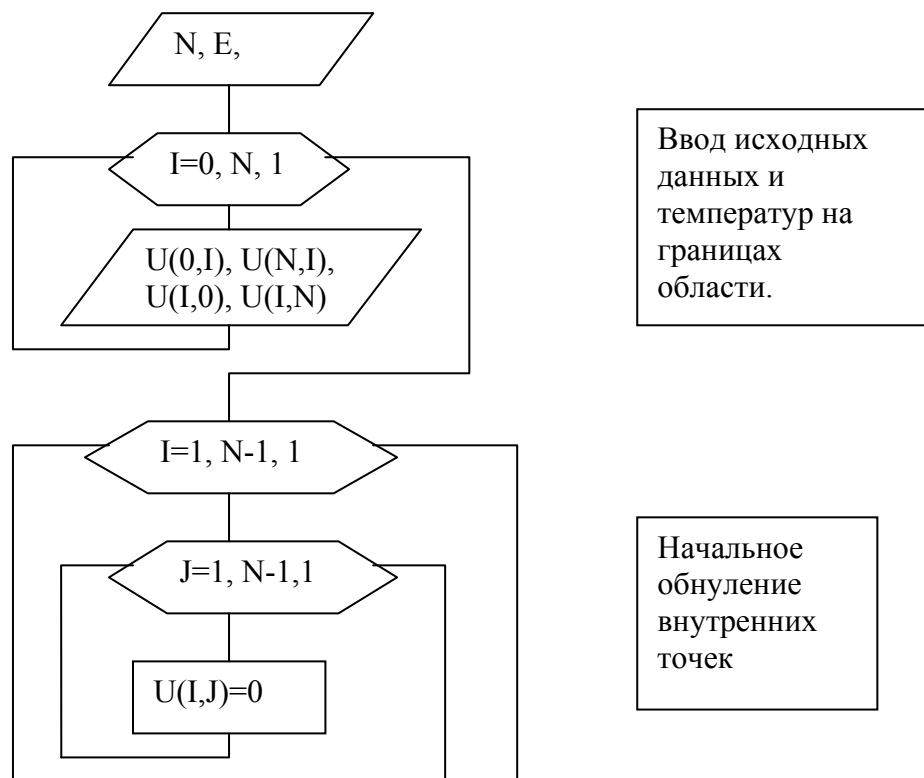 N, E,
I=0, N, 1
U(0,I), U(N,I),
U(I,0), U(I,N)
Ввод исходных
данных и
температур на
границах
области.
I=1, N-1, 1
J=1, N-1,1
U(I,J)=0
Начальное
обнуление
внутренних
точек